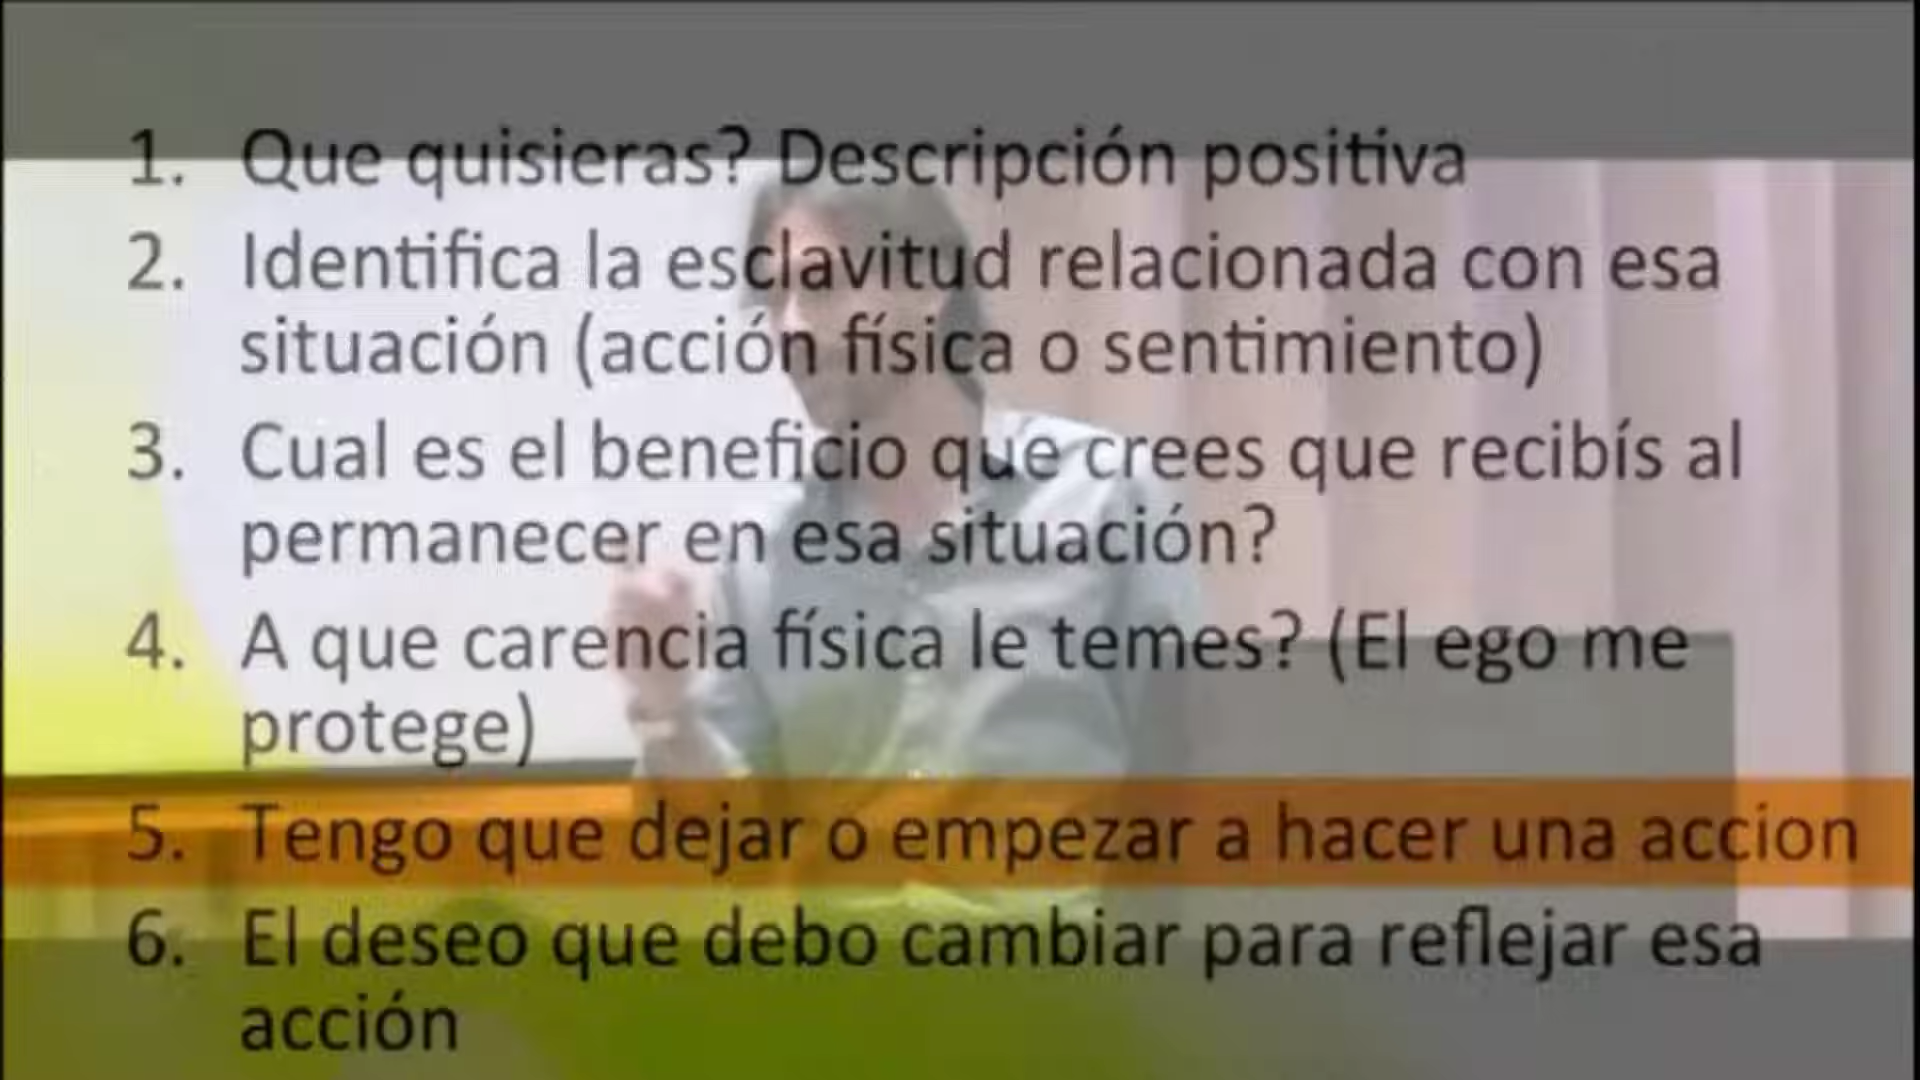 1. Que quisieras? Descripción positiva
2. Identifica la esclavitud relacionada con esa
situación (acción física o sentimiento)
3. Cual es el beneficio que crees que recibís al
permanecer en esa situación?
4. A que carencia física le temes? (El ego me
protege)
5. Tengo que dejar o empezar a hacer una accion
6. El deseo que debo cambiar para reflejar esa
acción